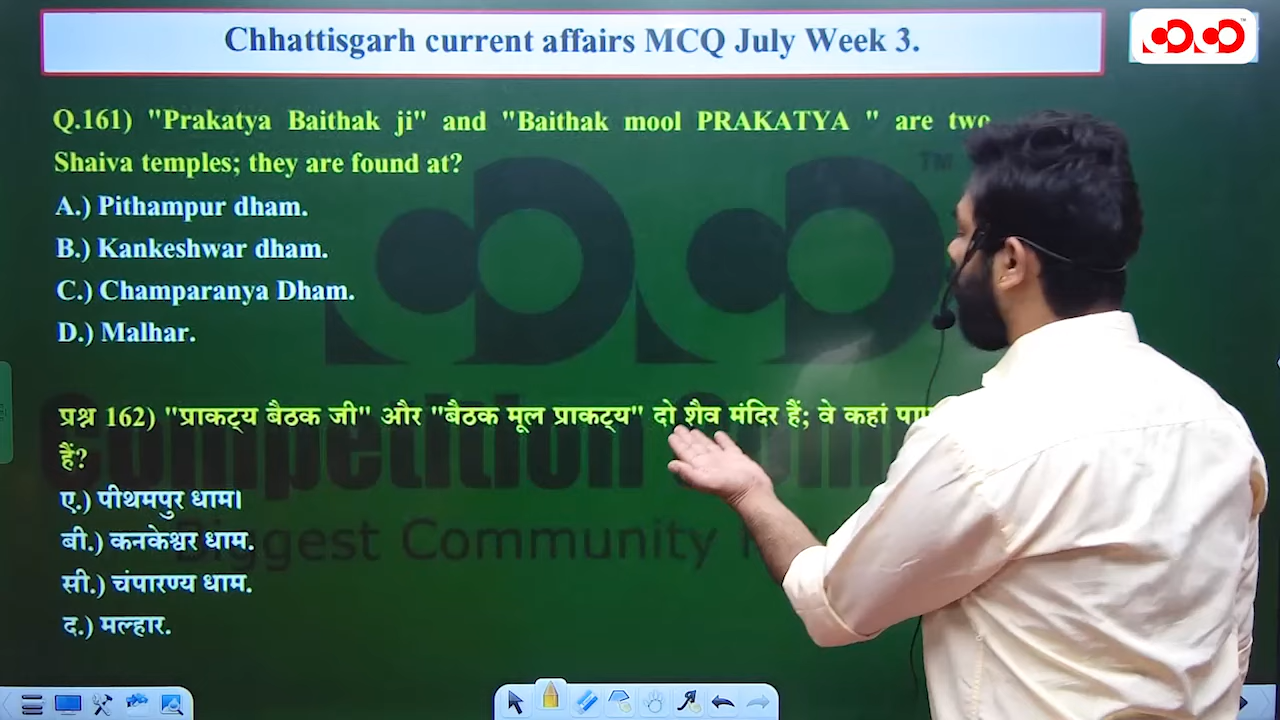 Chhattisgarh current affairs MCQ July Week 3.
Q.161) "Prakatya Baithak ji" and "Baithak mool PRAKATYA " are two
Shaiva temples; they are found at?
A.) Pithampur dham.
B.) Kankeshwar dham.
C.) Champaranya Dham.
D.) Malhar.
प्रश्न 162) "प्राकट्य बैठक जी" और "बैठक मूल प्राकट्य" दो शैव मंदिर हैं; वे कहां
हैं?
ए.) पीथमपुर धाम।
बी.) कनकेश्वर धाम.
सी.) चंपारण्य धाम.
द.) मल्हार.
Competition
Biggest Community
TM